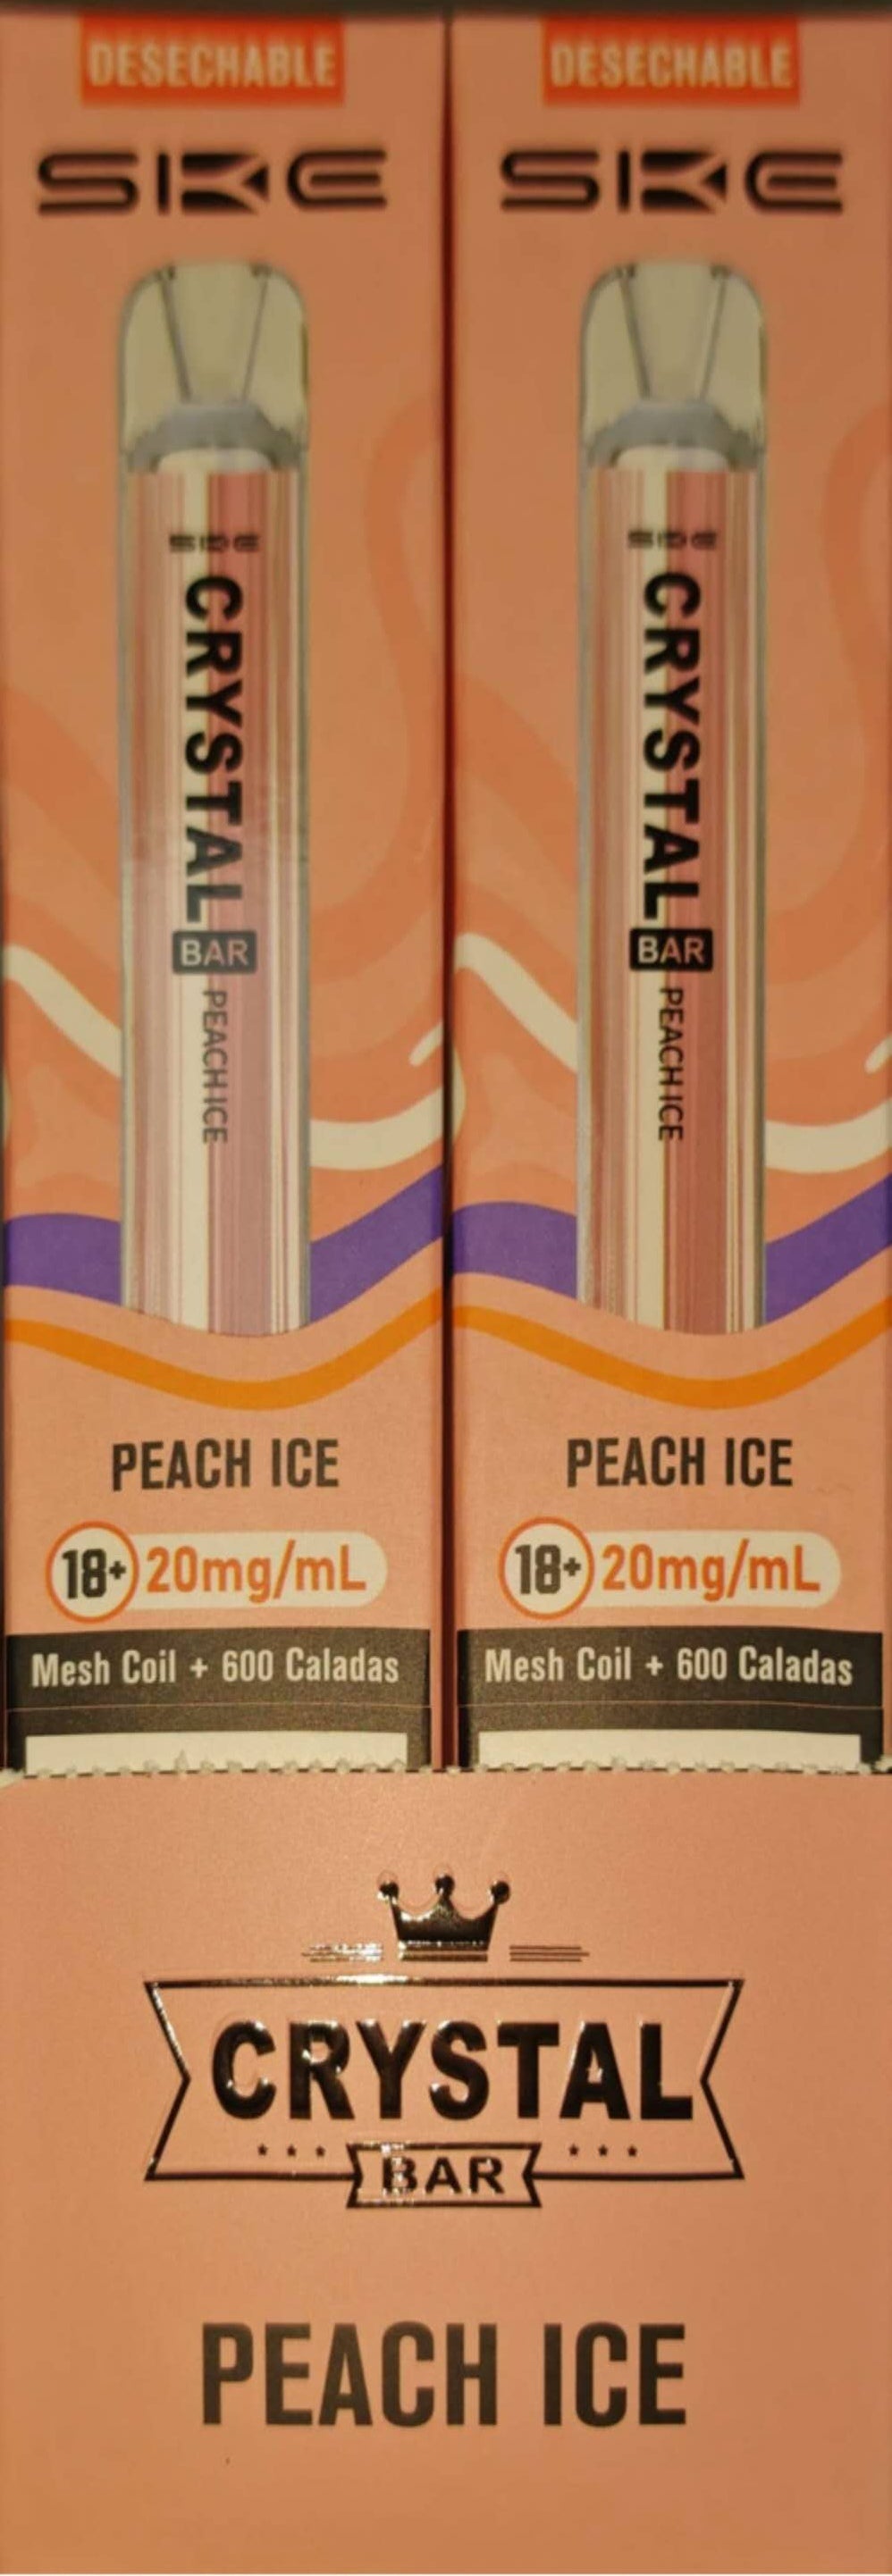 DESECHABLE
SKE
SKE
CRYSTAL
BAR
PEACH ICE
PEACH ICE
18+ 20mg/mL
Mesh Coil + 600 Caladas
DESECHABLE
SKE
SKE
CRYSTAL
BAR
PEACH ICE
PEACH ICE
18+ 20mg/mL
Mesh Coil + 600 Caladas
CRYSTAL
BAR
PEACH ICE